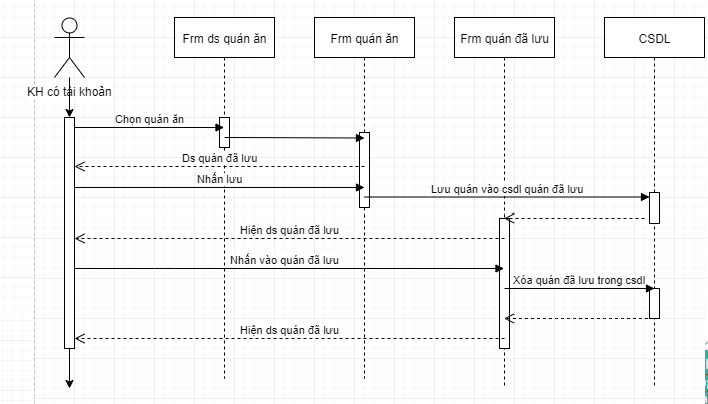 Frm ds quán ăn
Frm quán ăn
Frm quán đã lưu
CSDL
KH có tài khoản
Chọn quán ăn
Ds quán đã lưu
Nhấn lưu
Lưu quán vào csdl quán đã lưu
Hiện ds quán đã lưu
Nhấn vào quán đã lưu
Xóa quán đã lưu trong csdl
Hiện ds quán đã lưu